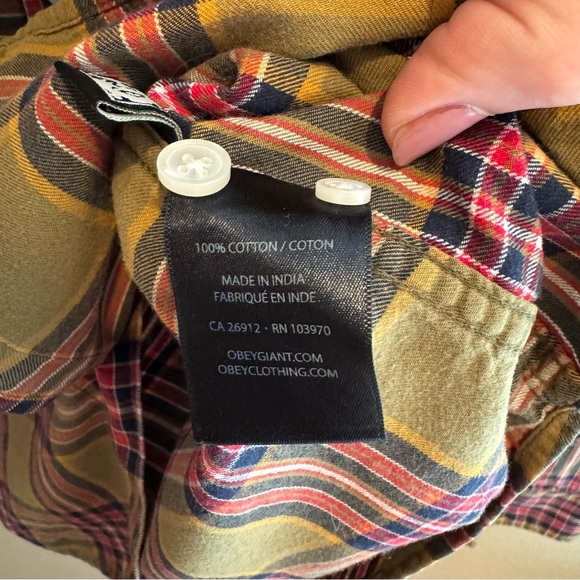 100% COTTON / COTON
MADE IN INDIA
FABRIQUÉ EN INDE
CA 26912 · RN 103970
OBEYGIANT.COM
OBEYCLOTHING.COM